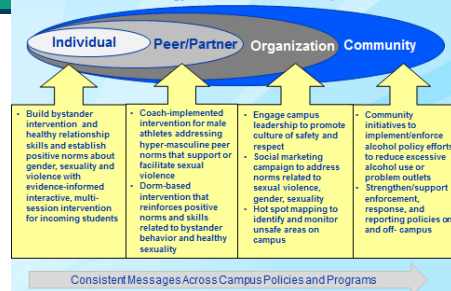 Individual
Peer/Partner
Organization
Community
• Build bystander
intervention and
healthy relationship
skills and establish
positive norms about
gender, sexuality and
violence with
evidence-informed
interactive, multi-
session intervention
for incoming students
• Coach-implemented
intervention for male
athletes addressing
hyper-masculine peer
norms that support or
facilitate sexual
violence
• Dorm-based
intervention that
reinforces positive
norms and skills
related to bystander
behavior and healthy
sexuality
• Engage campus
leadership to promote
culture of safety and
respect
• Social marketing
campaign to address
norms related to
sexual violence,
gender, sexuality
• Hot spot mapping to
identify and monitor
unsafe areas on
campus
• Community
initiatives to
implement/enforce
alcohol policy efforts
to reduce excessive
alcohol use or
problem outlets
• Strengthen/support
enforcement,
response, and
reporting policies on
and off- campus
Consistent Messages Across Campus Policies and Programs